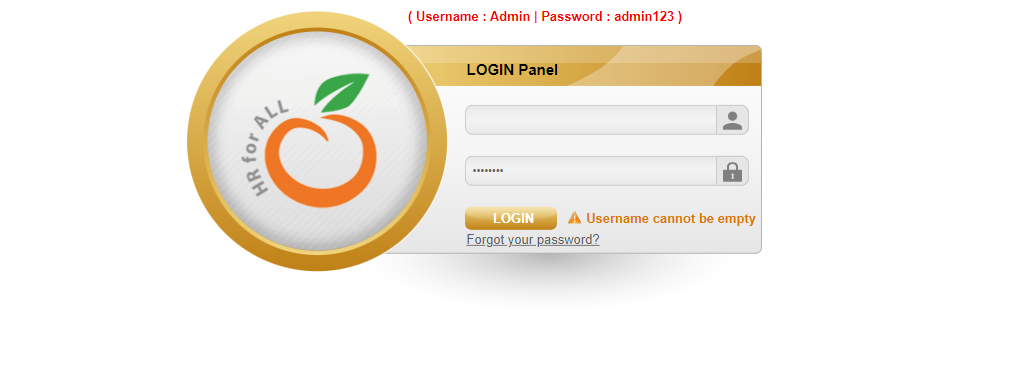 ( Username : Admin | Password : admin123 )
LOGIN Panel
HR for ALL
••••••••
LOGIN
Username cannot be empty
Forgot your password?